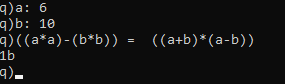 q)a: 6
q)b: 10
q)((a*a)-(b*b)) =  ((a+b)*(a-b))
1b
q)